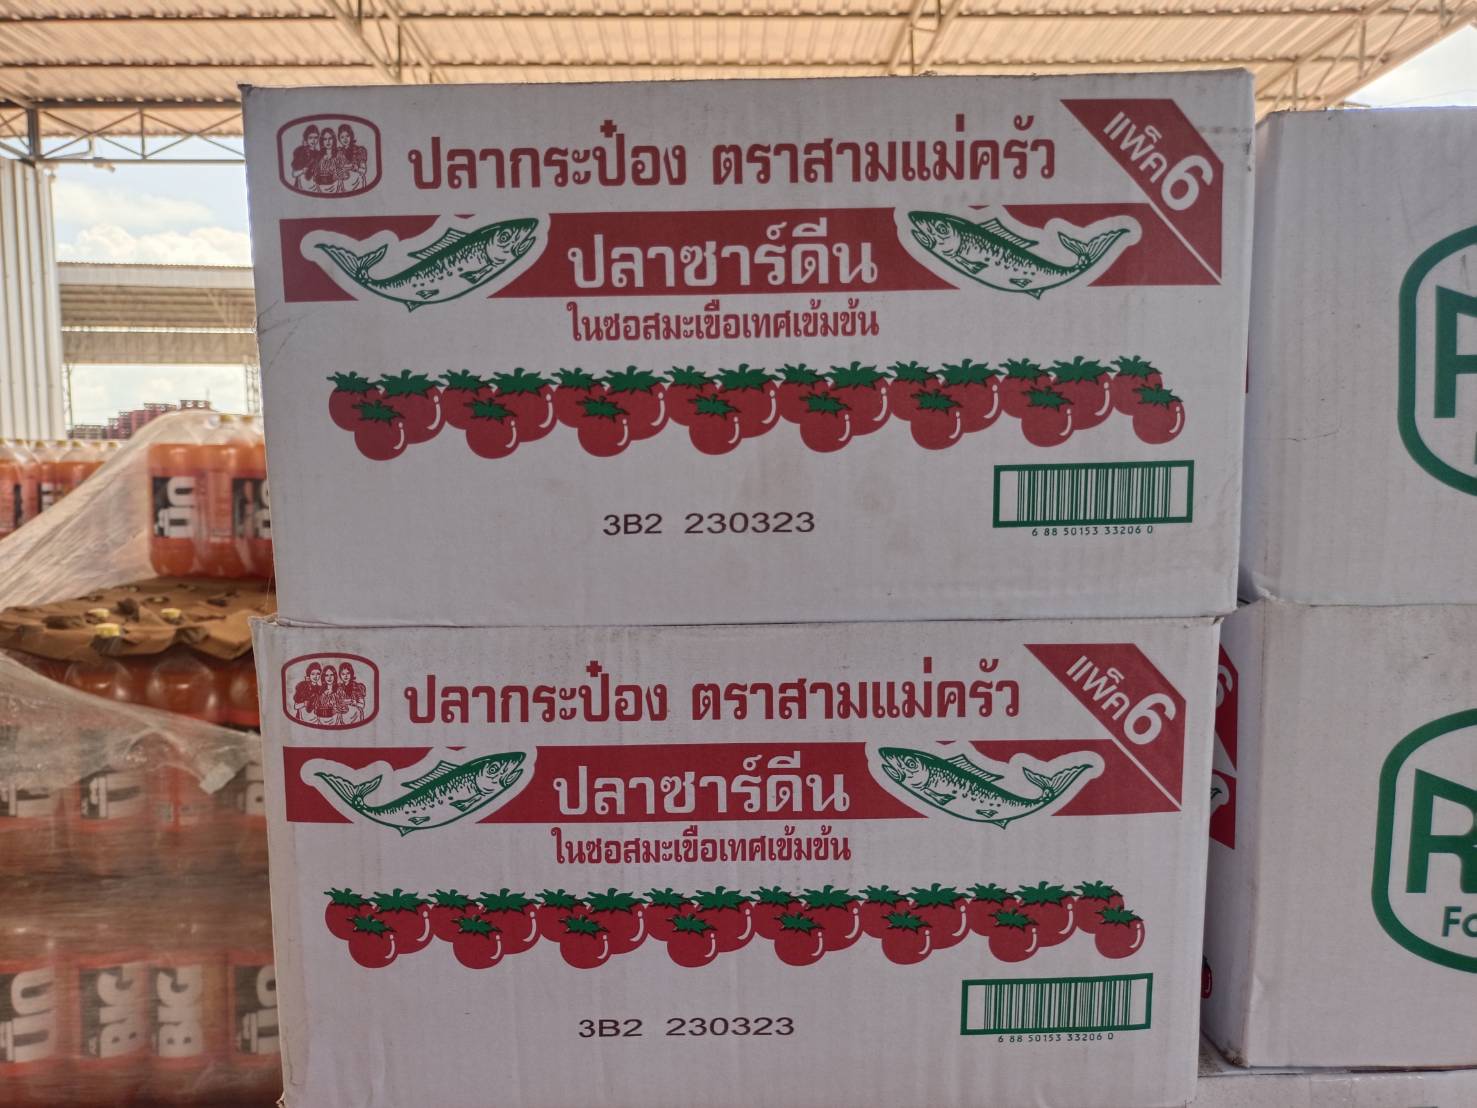 ปลากระป๋อง ตราสามแม่ครัว
แพ็ค 6
ปลาซาร์ดีน
ในซอสมะเขือเทศเข้มข้น
3B2 230323
6 88 50153 33206 0
ปลากระป๋อง ตราสามแม่ครัว
แพ็ค 6
ปลาซาร์ดีน
ในซอสมะเขือเทศเข้มข้น
3B2 230323
6 88 50153 33206 0
บิ๊ก
บิ๊ก
BIG
BIG
บิ๊ก